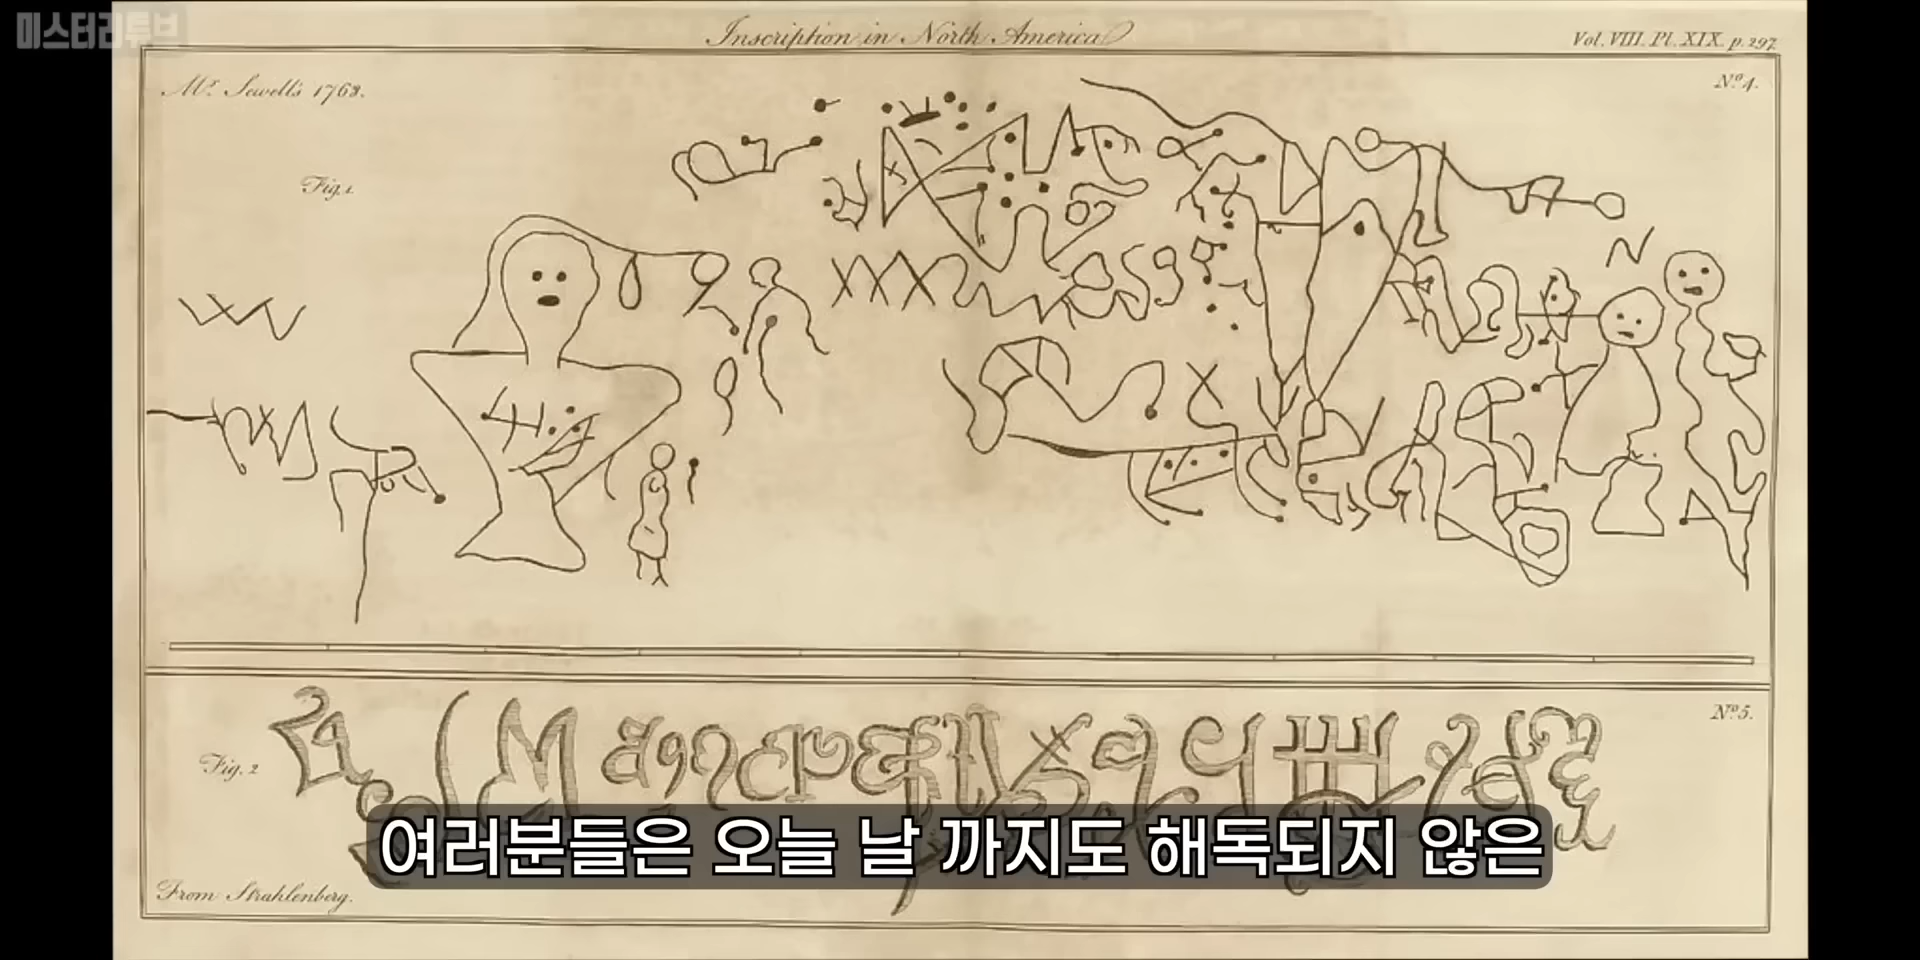 미스터리튜브
Inscription in North America
Vol. VIII. Pl. XIX. p. 297.
Mr. Sewell's 1768.
No. 4.
Fig. 1.
No. 5.
Fig. 2
여러분들은 오늘 날 까지도 해독되지 않은
From Strahlenberg.